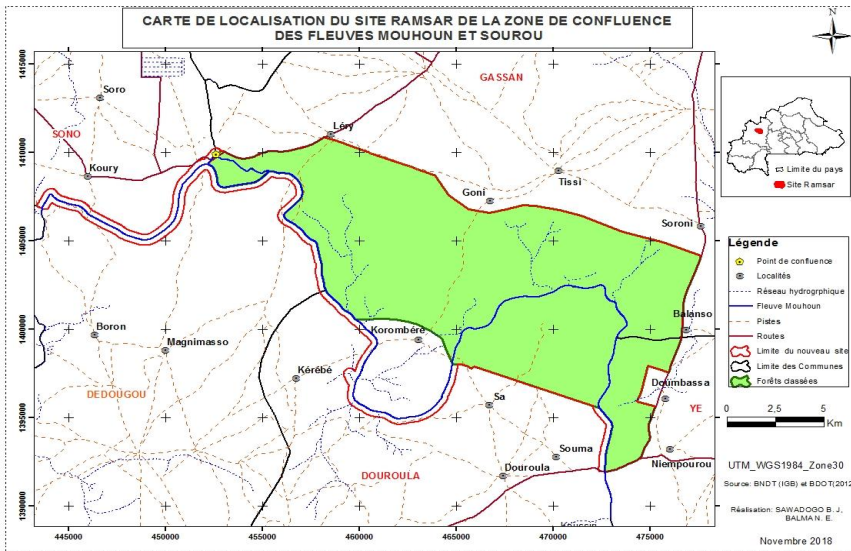 CARTE DE LOCALISATION DU SITE RAMSAR DE LA ZONE DE CONFLUENCE
DES FLEUVES MOUHOUN ET SOUROU
N
1415000
1410000
1405000
1400000
1395000
1390000
Soro
SONO
Koury
GASSAN
Léry
Goni
Tissi
Soroni
Boron
Magnimasso
Korombéré
Kérébé
DEDOUGOU
Balanso
Sa
Doumbassa
YE
Souma
DOUROULA
Douroula
Niempourou
445000 450000 455000 460000 465000 470000 475000
Limite du pays
Site Ramsar
Légende
Point de confluence
Localités
Réseau hydrogrphique
Fleuve Mouhoun
Pistes
Routes
Limite du nouveau site
Limite des Communes
Forêts classées
0 2,5 5
Km
UTM_WGS1984_Zone30
Source: BNDT (IGB) et BDOT(2012
Réalisation: SAWADOGO B. J,
BALMA N. E.
Novembre 2018